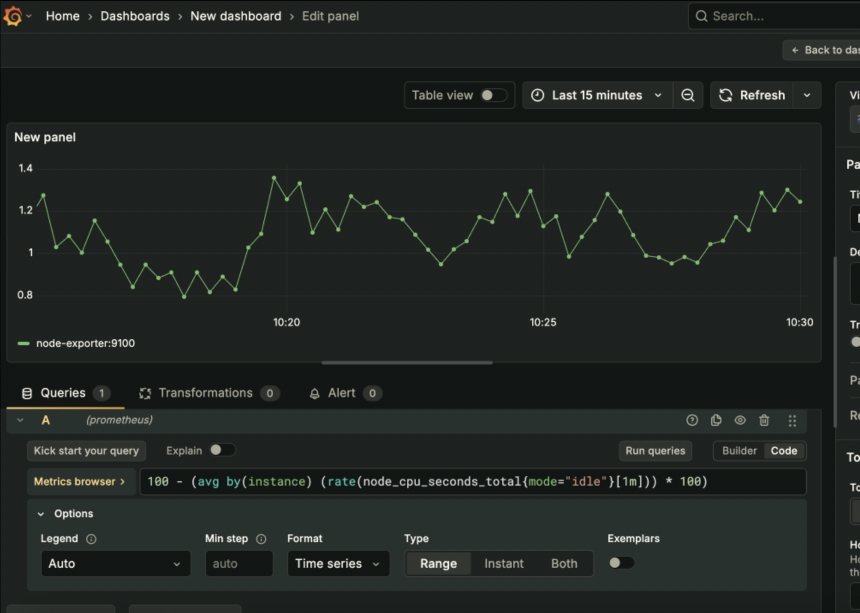 Home › Dashboards › New dashboard › Edit panel
Search...
← Back to das
Table view
Last 15 minutes
Refresh
Vi
New panel
Pa
1.4
1.2
1
0.8
10:20
10:25
10:30
node-exporter:9100
Ti
De
Tr
Pa
Re
Queries 1
Transformations 0
Alert 0
A (prometheus)
Kick start your query
Explain
Run queries
Builder
Code
Metrics browser ›
100 - (avg by(instance) (rate(node_cpu_seconds_total{mode="idle"}[1m])) * 100)
Options
Legend
Min step
Format
Type
Exemplars
Auto
auto
Time series
Range
Instant
Both
To
To
Ho
Ho
the